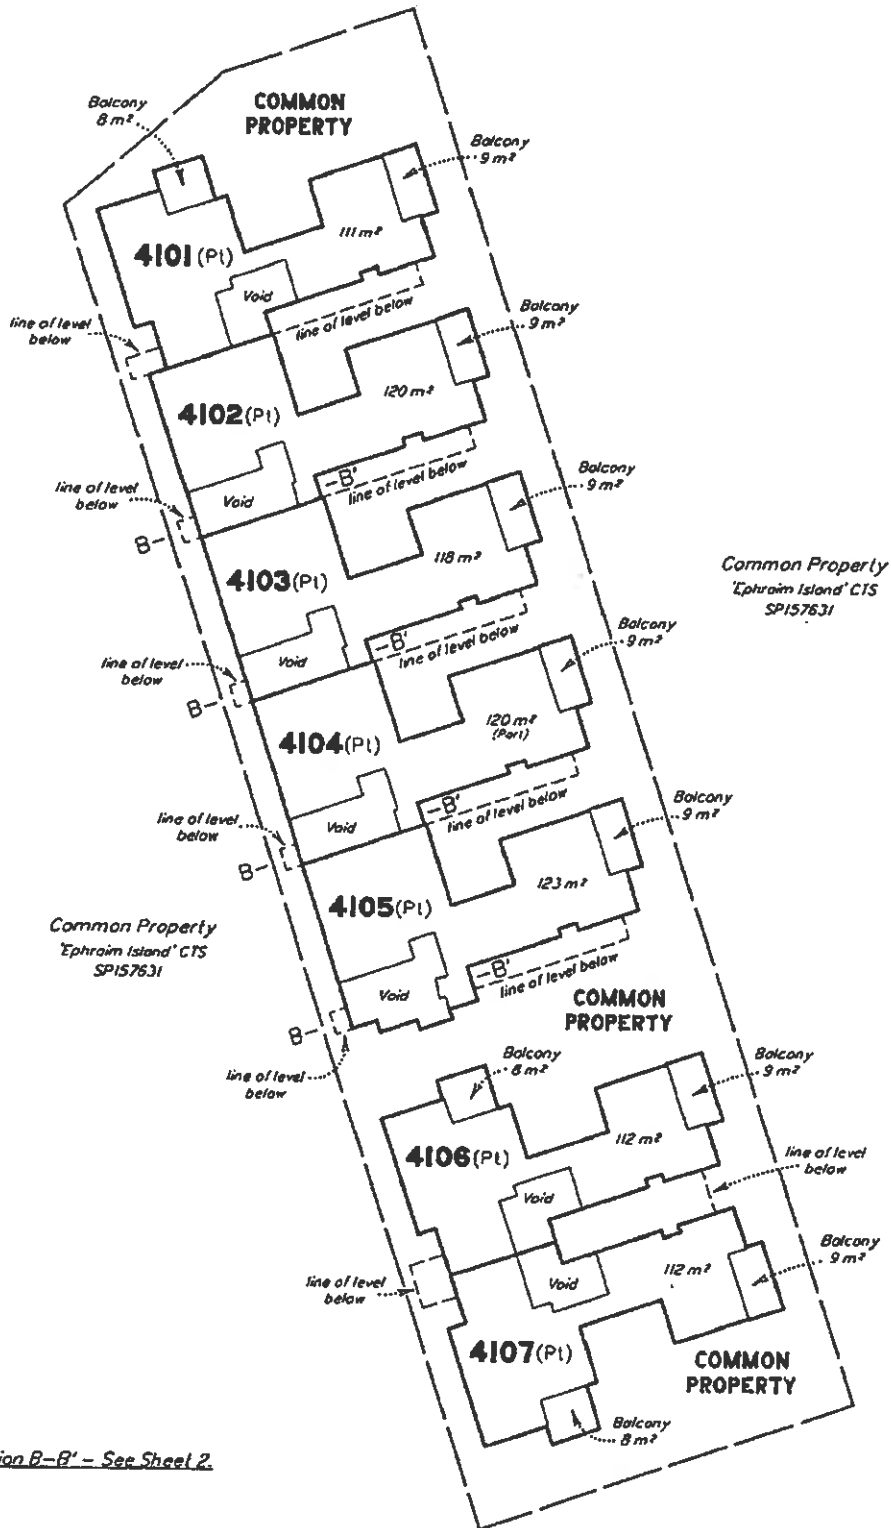 COMMON
PROPERTY
Balcony
8 m²
Balcony
9 m²
111 m²
4101 (Pt)
Void
line of level below
line of level
below
Balcony
9 m²
120 m²
4102 (Pt)
Void
B'
line of level below
line of level
below
B
Balcony
9 m²
118 m²
4103 (Pt)
Void
B'
line of level below
Common Property
'Ephraim Island' CTS
SP157631
line of level
below
B
Balcony
9 m²
120 m²
(Part)
4104 (Pt)
Void
B'
line of level below
line of level
below
B
Balcony
9 m²
123 m²
4105 (Pt)
Void
B'
line of level below
Common Property
'Ephraim Island' CTS
SP157631
COMMON
PROPERTY
B
line of level
below
Balcony
8 m²
Balcony
9 m²
112 m²
4106 (Pt)
line of level
below
Void
Balcony
9 m²
112 m²
Void
line of level
below
4107 (Pt)
COMMON
PROPERTY
Balcony
8 m²
ion B-B' - See Sheet 2.